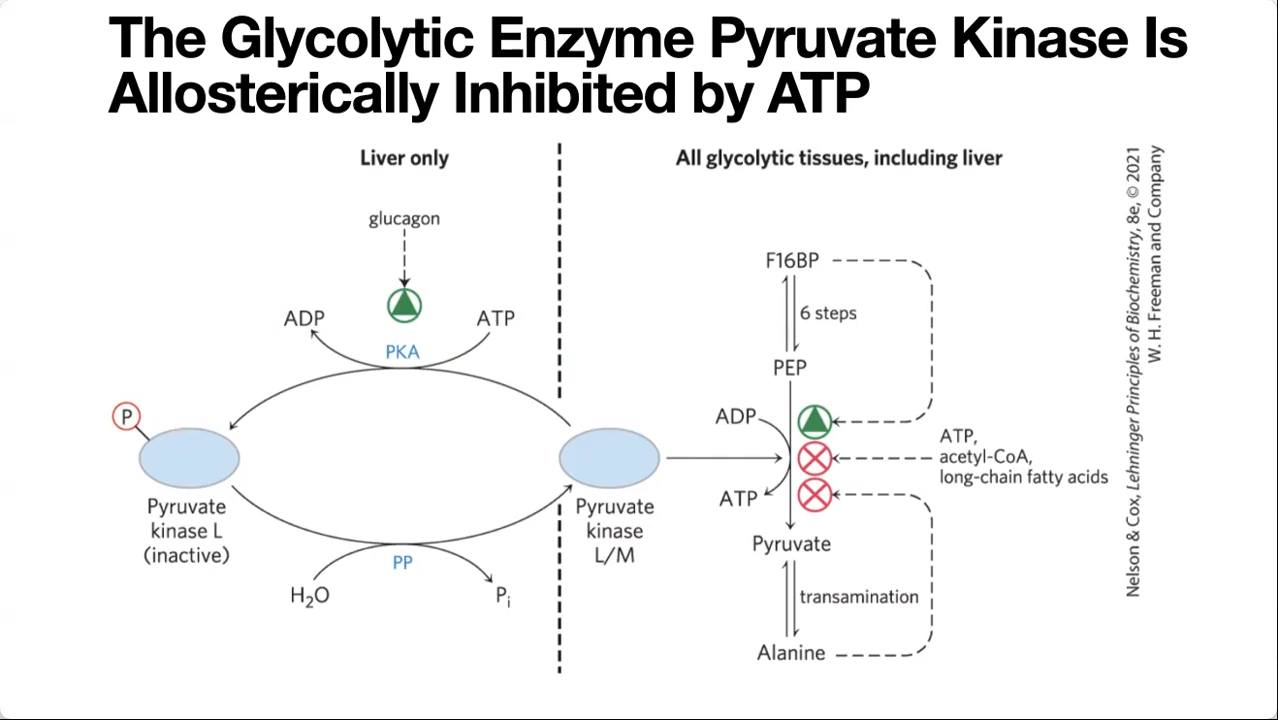 The Glycolytic Enzyme Pyruvate Kinase Is
Allosterically Inhibited by ATP
Liver only
All glycolytic tissues, including liver
glucagon
ADP
ATP
PKA
P
Pyruvate
kinase L
(inactive)
PP
H₂O
Pᵢ
Pyruvate
kinase
L/M
F16BP
6 steps
PEP
ADP
ATP
ATP,
acetyl-CoA,
long-chain fatty acids
Pyruvate
transamination
Alanine
Nelson & Cox, Lehninger Principles of Biochemistry, 8e, © 2021
W. H. Freeman and Company